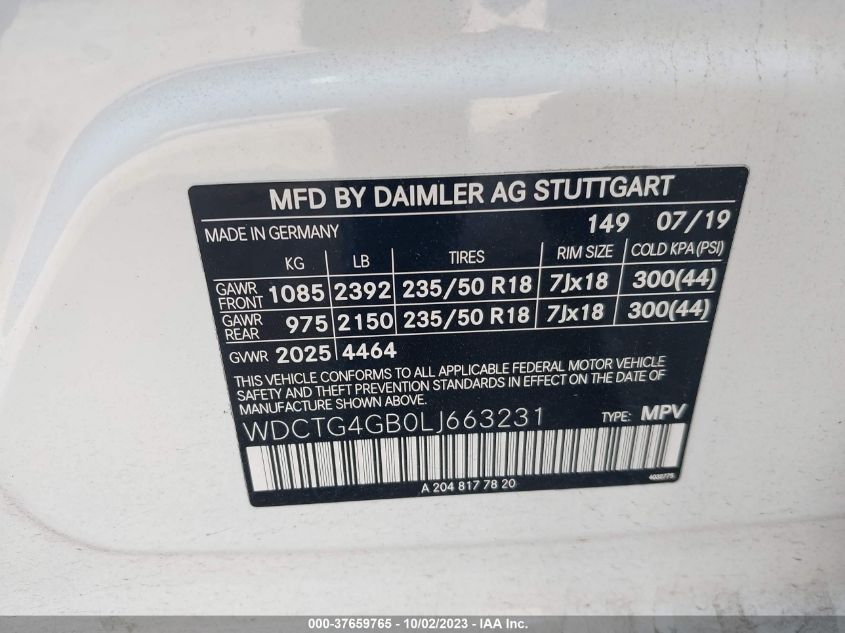 MFD BY DAIMLER AG STUTTGART
149 07/19
MADE IN GERMANY
KG LB TIRES RIM SIZE COLD KPA (PSI)
GAWR FRONT 1085 2392 235/50 R18 7Jx18 300(44)
GAWR REAR 975 2150 235/50 R18 7Jx18 300(44)
GVWR 2025 4464
THIS VEHICLE CONFORMS TO ALL APPLICABLE FEDERAL MOTOR VEHICLE
SAFETY AND THEFT PREVENTION STANDARDS IN EFFECT ON THE DATE OF
MANUFACTURE SHOWN ABOVE.
WDCTG4GB0LJ663231 TYPE: MPV
A 204 817 78 20
000-37659765 - 10/02/2023 - IAA Inc.